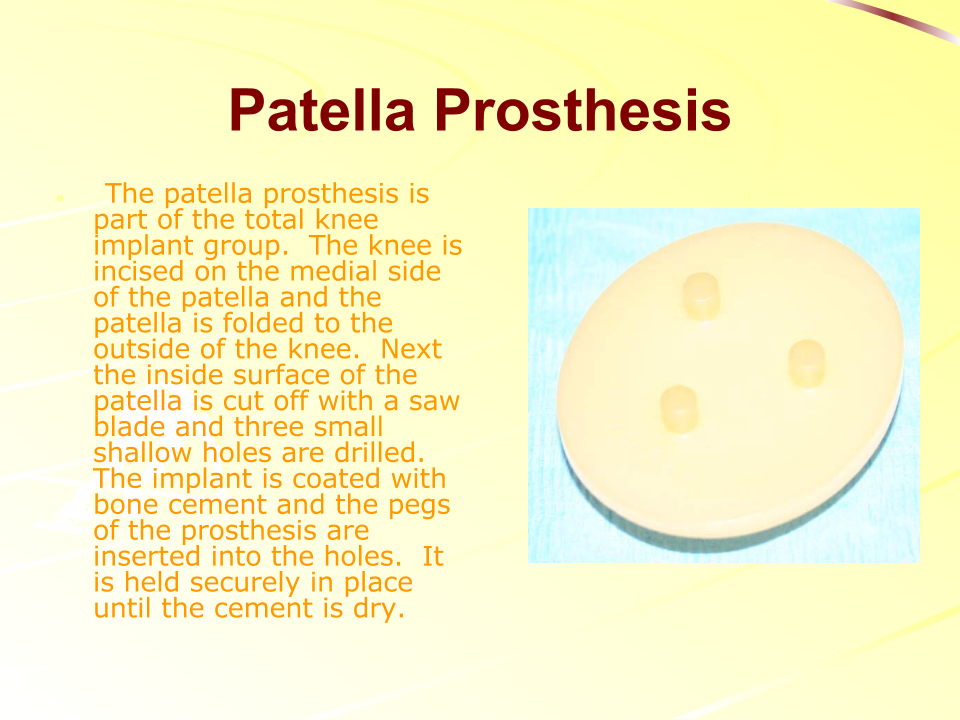 Patella Prosthesis
The patella prosthesis is
part of the total knee
implant group.  The knee is
incised on the medial side
of the patella and the
patella is folded to the
outside of the knee.  Next
the inside surface of the
patella is cut off with a saw
blade and three small
shallow holes are drilled.
The implant is coated with
bone cement and the pegs
of the prosthesis are
inserted into the holes.  It
is held securely in place
until the cement is dry.